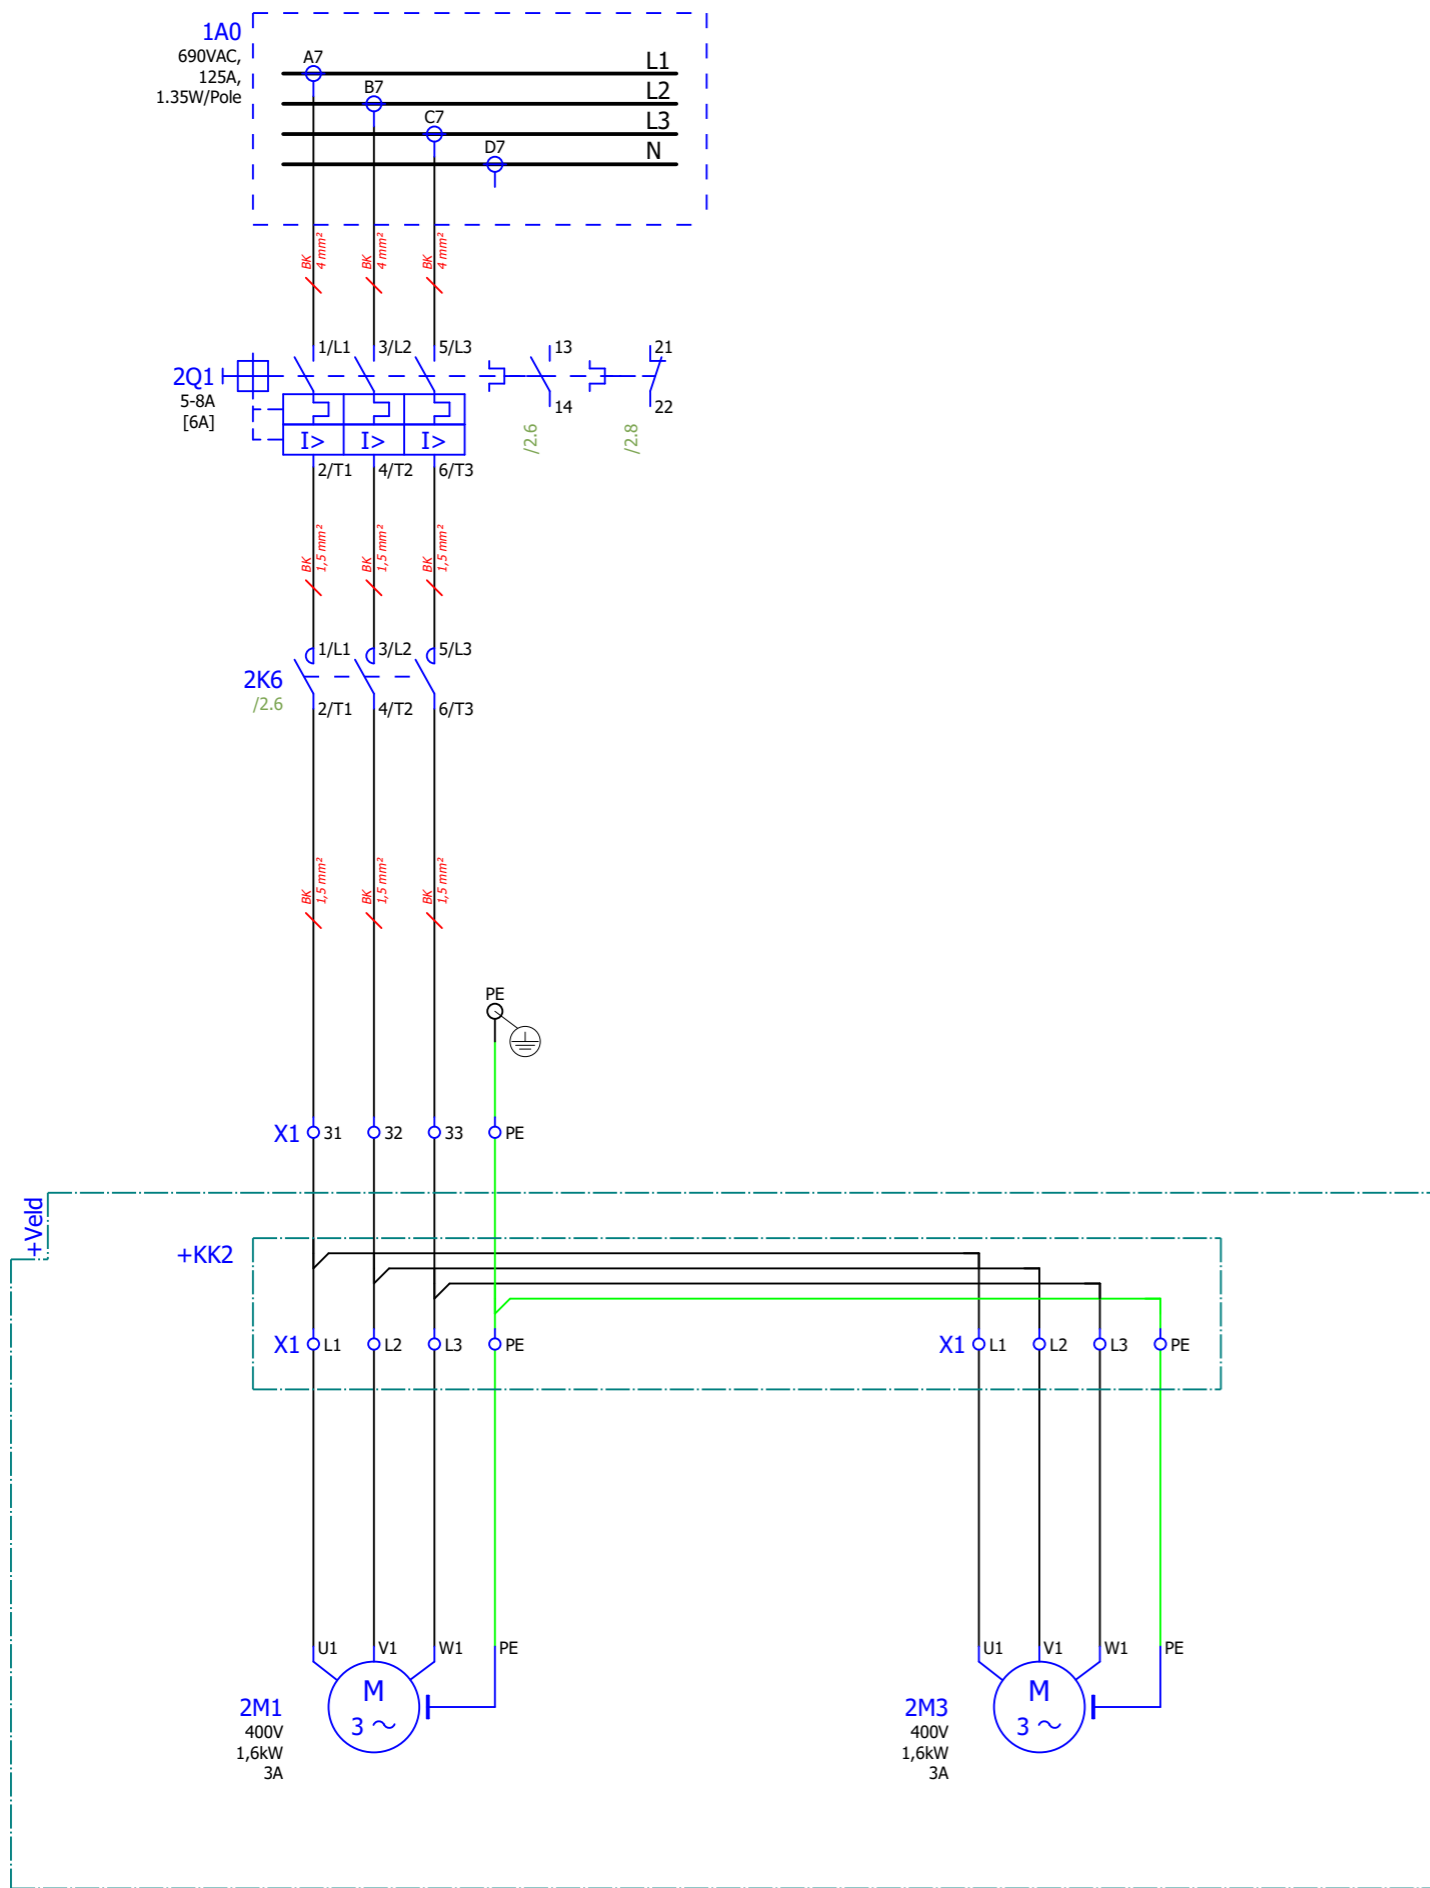 1A0
690VAC,
125A,
1.35W/Pole
A7
L1
B7
L2
C7
L3
D7
N
BK
4 mm²
BK
4 mm²
BK
4 mm²
2Q1
5-8A
[6A]
1/L1
3/L2
5/L3
13
21
14
22
I>
I>
I>
/2.6
/2.8
2/T1
4/T2
6/T3
BK
1,5 mm²
BK
1,5 mm²
BK
1,5 mm²
2K6
/2.6
1/L1
3/L2
5/L3
2/T1
4/T2
6/T3
BK
1,5 mm²
BK
1,5 mm²
BK
1,5 mm²
PE
X1 31 32 33 PE
+Veld
+KK2
X1 L1 L2 L3 PE
X1 L1 L2 L3 PE
U1 V1 W1 PE
M
3 ~
2M1
400V
1,6kW
3A
U1 V1 W1 PE
M
3 ~
2M3
400V
1,6kW
3A